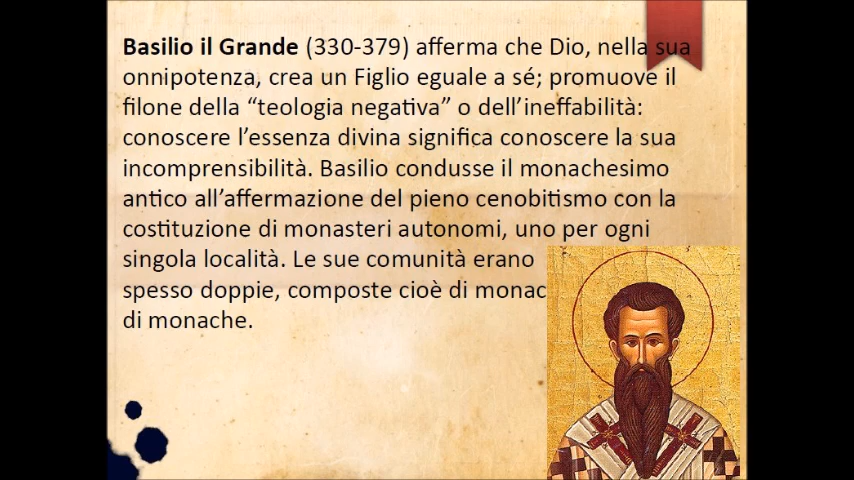 Basilio il Grande (330-379) afferma che Dio, nella sua
onnipotenza, crea un Figlio eguale a sé; promuove il
filone della “teologia negativa” o dell’ineffabilità:
conoscere l’essenza divina significa conoscere la sua
incomprensibilità. Basilio condusse il monachesimo
antico all’affermazione del pieno cenobitismo con la
costituzione di monasteri autonomi, uno per ogni
singola località. Le sue comunità erano
spesso doppie, composte cioè di monac
di monache.